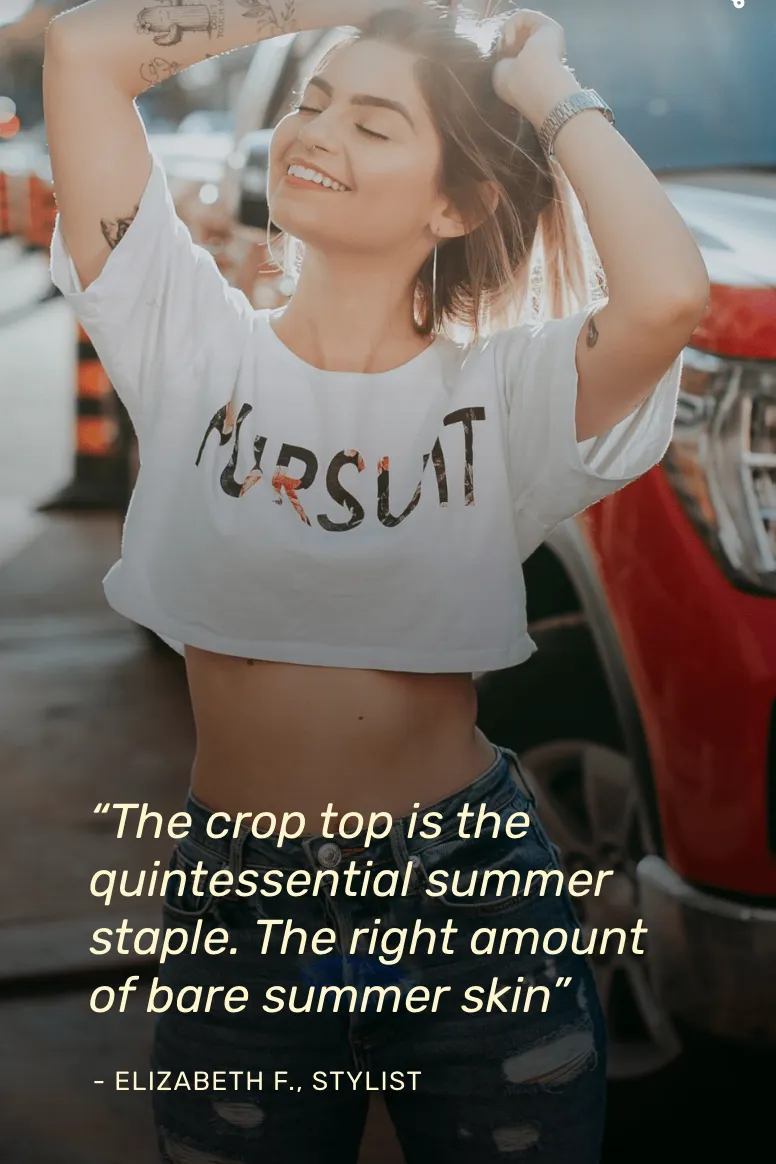 PURSUIT
“The crop top is the
quintessential summer
staple. The right amount
of bare summer skin”
- ELIZABETH F., STYLIST